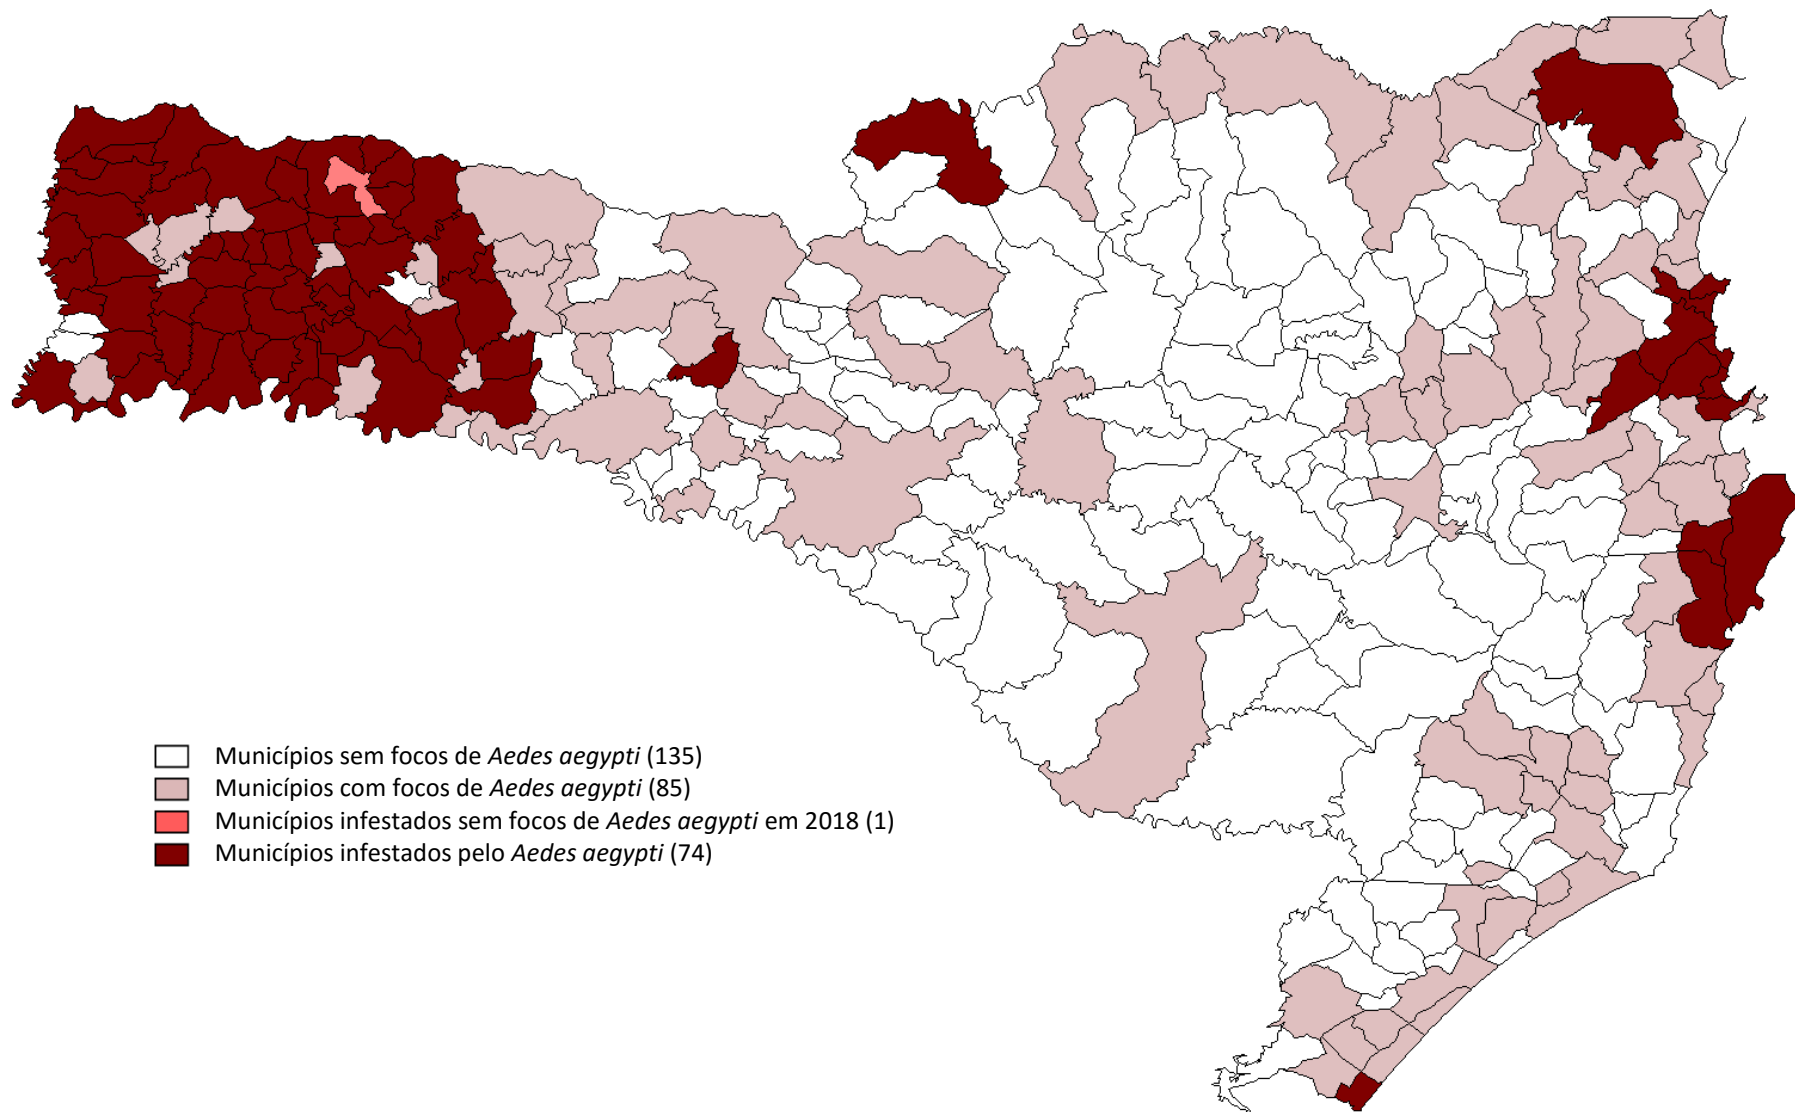 Municípios sem focos de Aedes aegypti (135)
Municípios com focos de Aedes aegypti (85)
Municípios infestados sem focos de Aedes aegypti em 2018 (1)
Municípios infestados pelo Aedes aegypti (74)